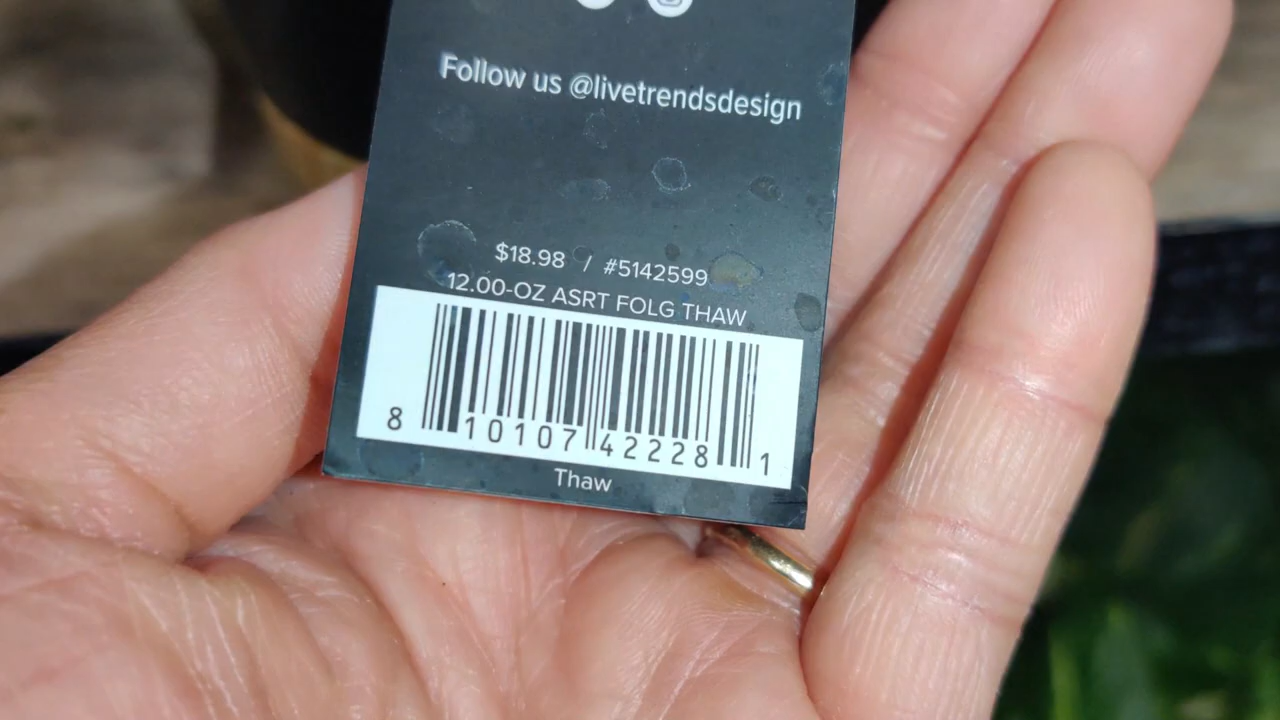 Follow us @livetrendsdesign
$18.98 / #5142599
12.00-OZ ASRT FOLG THAW
8 10107 42228 1
Thaw